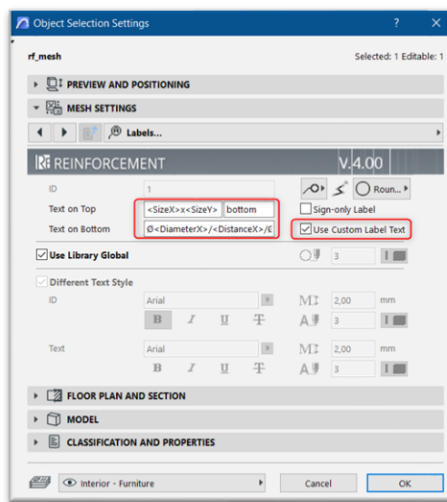 Object Selection Settings ? ×
rf_mesh Selected: 1 Editable: 1
PREVIEW AND POSITIONING
MESH SETTINGS
Labels...
REINFORCEMENT V.4.00
ID 1 Roun...
Text on Top <SizeX>x<SizeY> bottom Sign-only Label
Text on Bottom Ø<DiameterX>/<DistanceX>/Ø Use Custom Label Text
Use Library Global 3
Different Text Style
ID Arial 2,00 mm
B I U T 3
Text Arial 2,00 mm
B I U T 3
FLOOR PLAN AND SECTION
MODEL
CLASSIFICATION AND PROPERTIES
Interior - Furniture Cancel OK